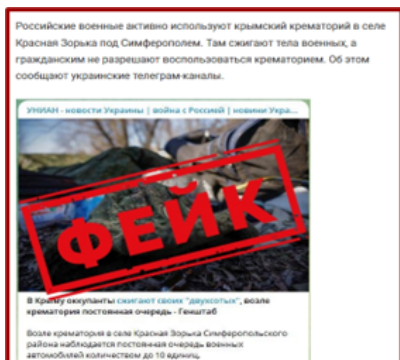 Российские военные активно используют крымский крематорий в селе
Красная Зорька под Симферополем. Там сжигают тела военных, а
гражданским не разрешают воспользоваться крематорием. Об этом
сообщают украинские телеграм-каналы.
УНИАН - новости Украины | война с Россией | новини Укра...
ФЕЙК
В Крыму оккупанты сжигают своих "двухсотых", возле
крематория постоянная очередь - Генштаб
Возле крематория в селе Красная Зорька Симферопольского
района наблюдается постоянная очередь военных
автомобилей количеством до 10 единиц.